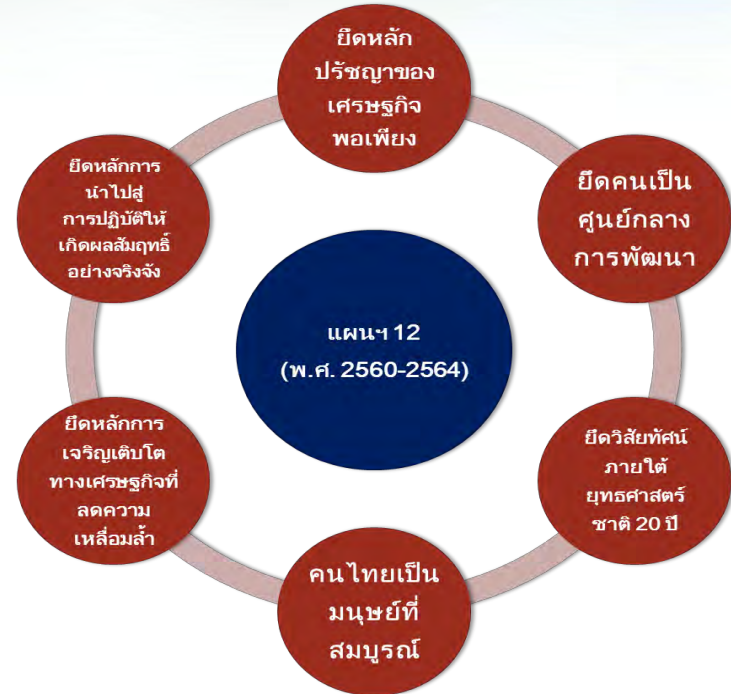 ยึดหลัก
ปรัชญาของ
เศรษฐกิจ
พอเพียง
ยึดคนเป็น
ศูนย์กลาง
การพัฒนา
ยึดวิสัยทัศน์
ภายใต้
ยุทธศาสตร์
ชาติ 20 ปี
คนไทยเป็น
มนุษย์ที่
สมบูรณ์
ยึดหลักการ
เจริญเติบโต
ทางเศรษฐกิจที่
ลดความ
เหลื่อมล้ำ
ยึดหลักการ
นำไปสู่
การปฏิบัติให้
เกิดผลสัมฤทธิ์
อย่างจริงจัง
แผนฯ 12
(พ.ศ. 2560-2564)